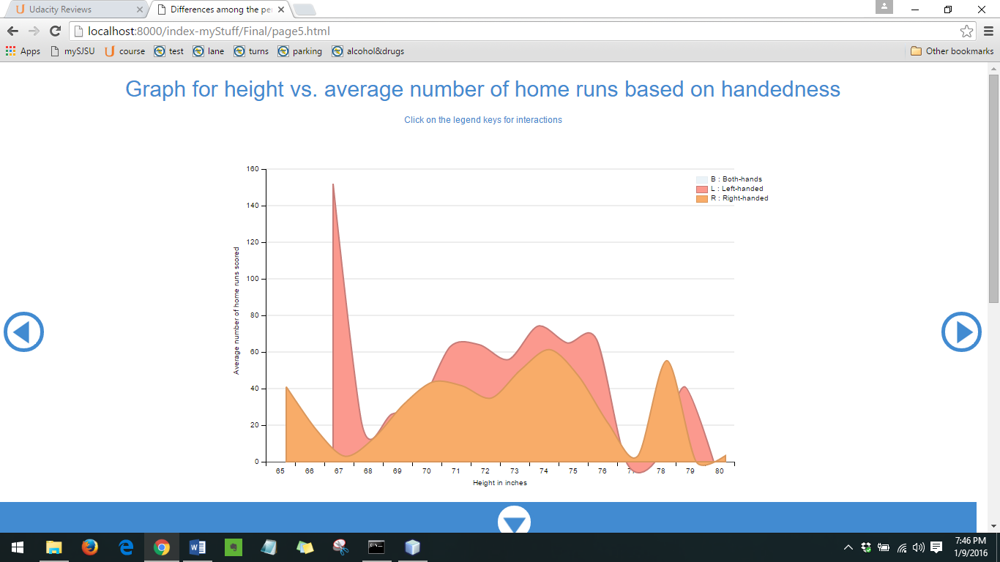 Udacity Reviews
Differences among the pe
localhost:8000/index-myStuff/Final/page5.html
Apps mySJSU course test lane turns parking alcohol&drugs Other bookmarks
Graph for height vs. average number of home runs based on handedness
Click on the legend keys for interactions
B : Both-hands
L : Left-handed
R : Right-handed
160
140
120
100
80
60
40
20
0
Average number of home runs scored
65 66 67 68 69 70 71 72 73 74 75 76 78 79 80
Height in inches
7:46 PM
1/9/2016